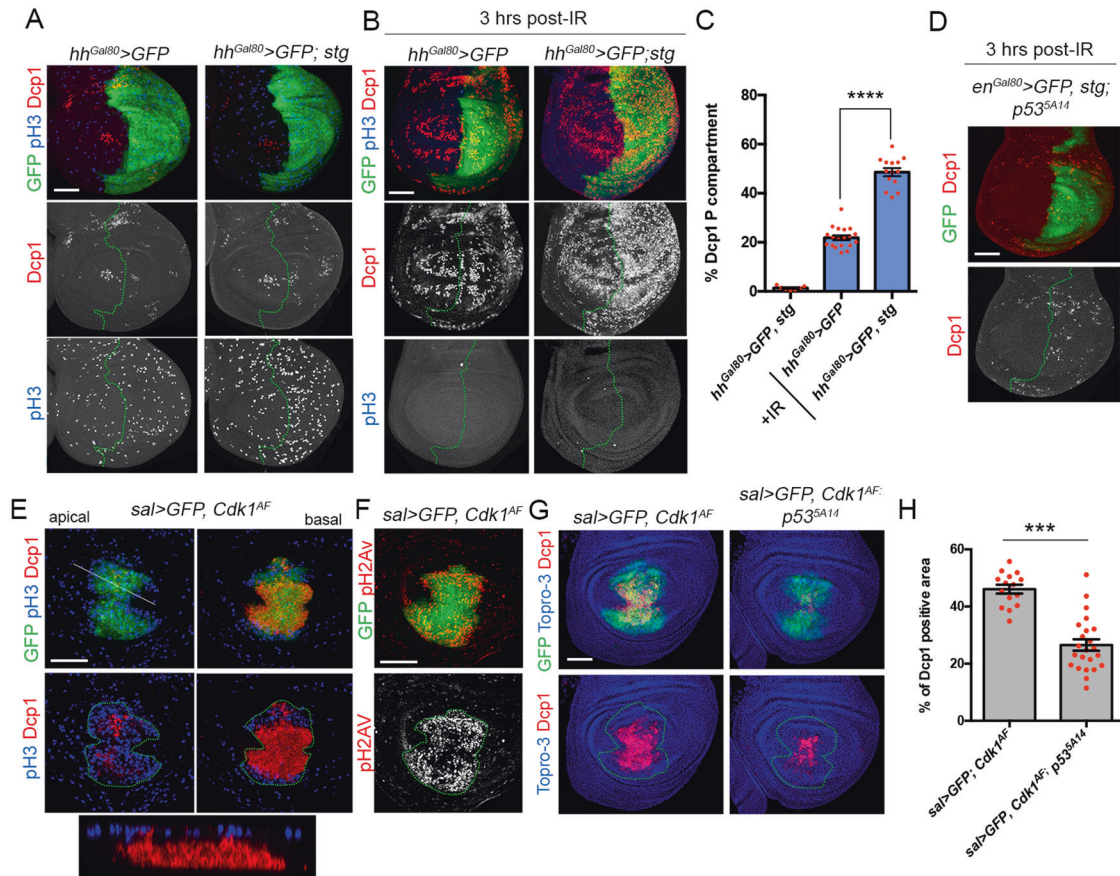 A
hh^Gal80>GFP
hh^Gal80>GFP; stg
GFP pH3 Dcp1
Dcp1
pH3
B
3 hrs post-IR
hh^Gal80>GFP
hh^Gal80>GFP;stg
GFP pH3 Dcp1
Dcp1
pH3
C
% Dcp1 P compartment
80
60
40
20
0
****
hh^Gal80>GFP, stg
hh^Gal80>GFP
hh^Gal80>GFP, stg
+IR
D
3 hrs post-IR
en^Gal80>GFP, stg;
p53^5A14
GFP Dcp1
Dcp1
E
sal>GFP, Cdk1^AF
apical
basal
GFP pH3 Dcp1
pH3 Dcp1
F
sal>GFP, Cdk1^AF
GFP pH2Av
pH2AV
G
sal>GFP, Cdk1^AF
sal>GFP, Cdk1^AF;
p53^5A14
GFP Topro-3 Dcp1
Topro-3 Dcp1
H
% of Dcp1 positive area
60
40
20
0
***
sal>GFP; Cdk1^AF
sal>GFP, Cdk1^AF; p53^5A14